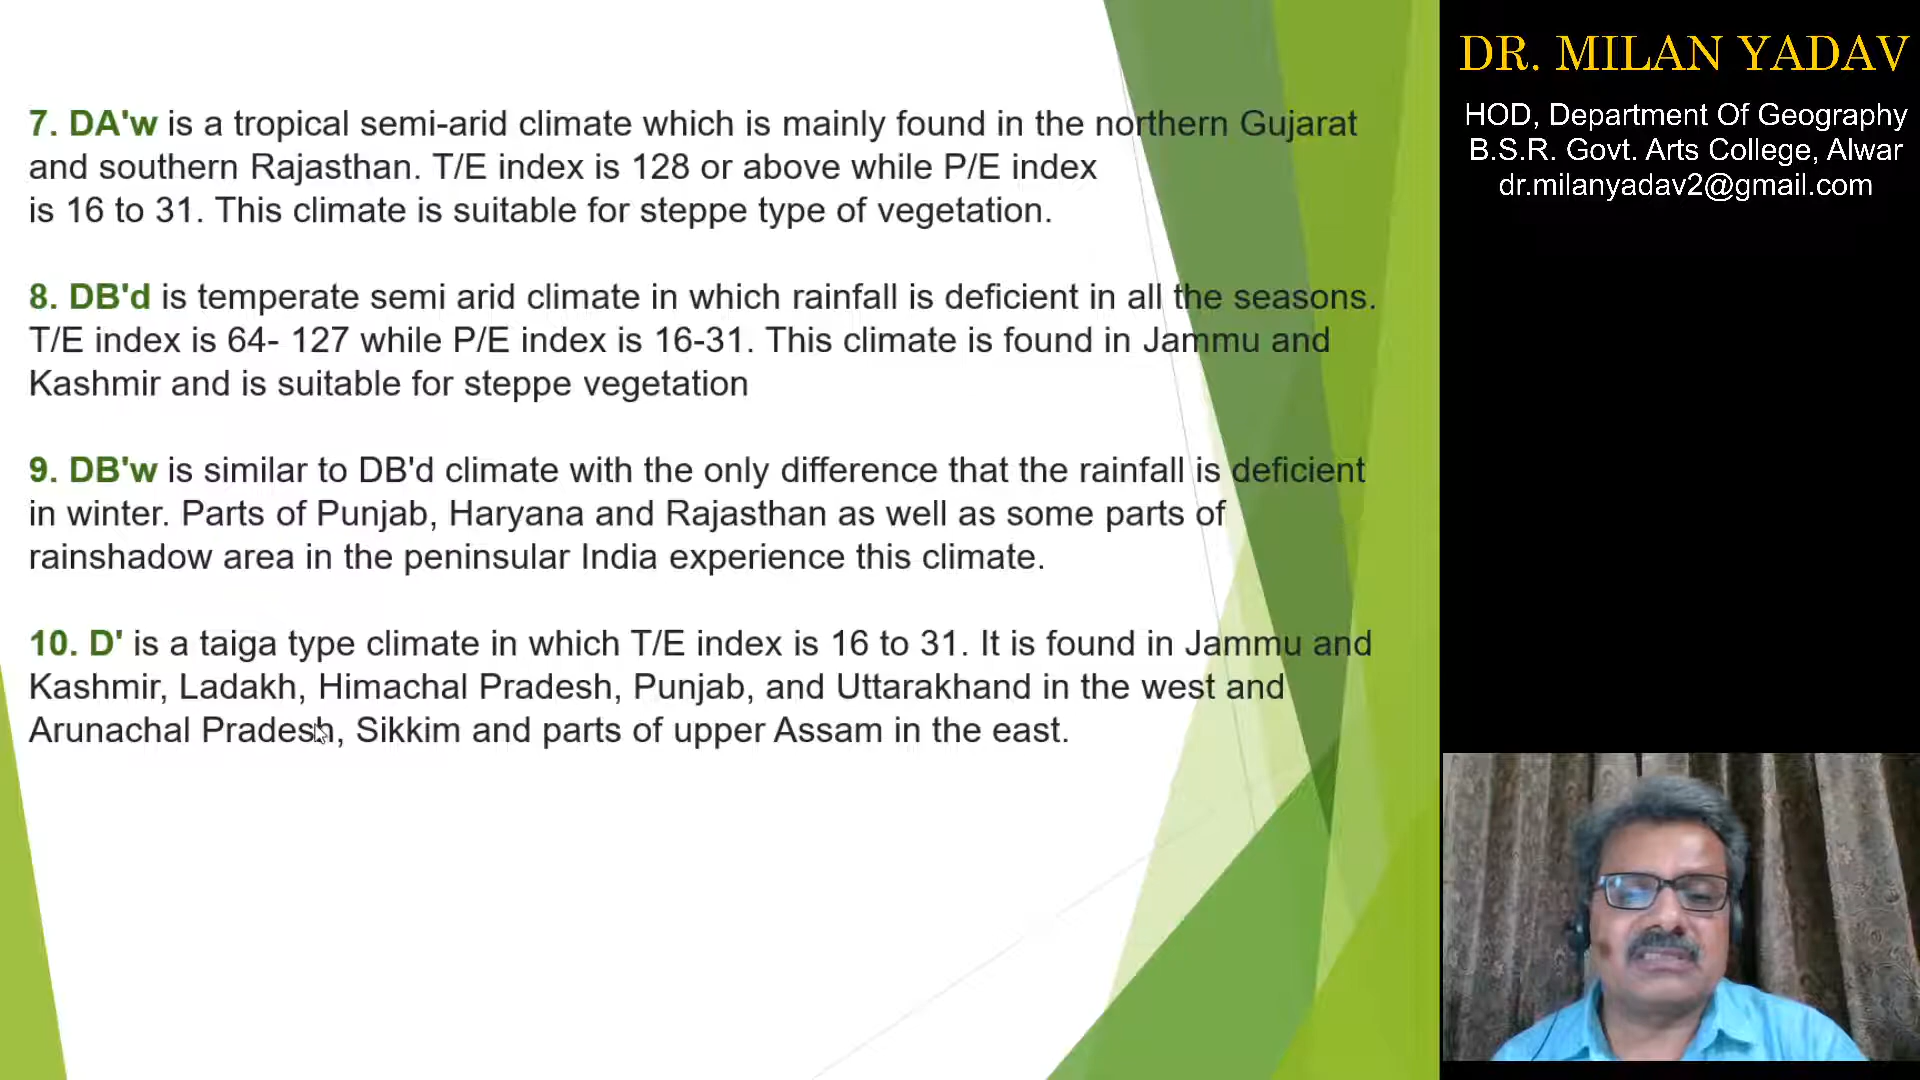 7. DA'w is a tropical semi-arid climate which is mainly found in the northern Gujarat
and southern Rajasthan. T/E index is 128 or above while P/E index
is 16 to 31. This climate is suitable for steppe type of vegetation.
8. DB'd is temperate semi arid climate in which rainfall is deficient in all the seasons.
T/E index is 64- 127 while P/E index is 16-31. This climate is found in Jammu and
Kashmir and is suitable for steppe vegetation
9. DB'w is similar to DB'd climate with the only difference that the rainfall is deficient
in winter. Parts of Punjab, Haryana and Rajasthan as well as some parts of
rainshadow area in the peninsular India experience this climate.
10. D' is a taiga type climate in which T/E index is 16 to 31. It is found in Jammu and
Kashmir, Ladakh, Himachal Pradesh, Punjab, and Uttarakhand in the west and
Arunachal Pradesh, Sikkim and parts of upper Assam in the east.
DR. MILAN YADAV
HOD, Department Of Geography
B.S.R. Govt. Arts College, Alwar
dr.milanyadav2@gmail.com